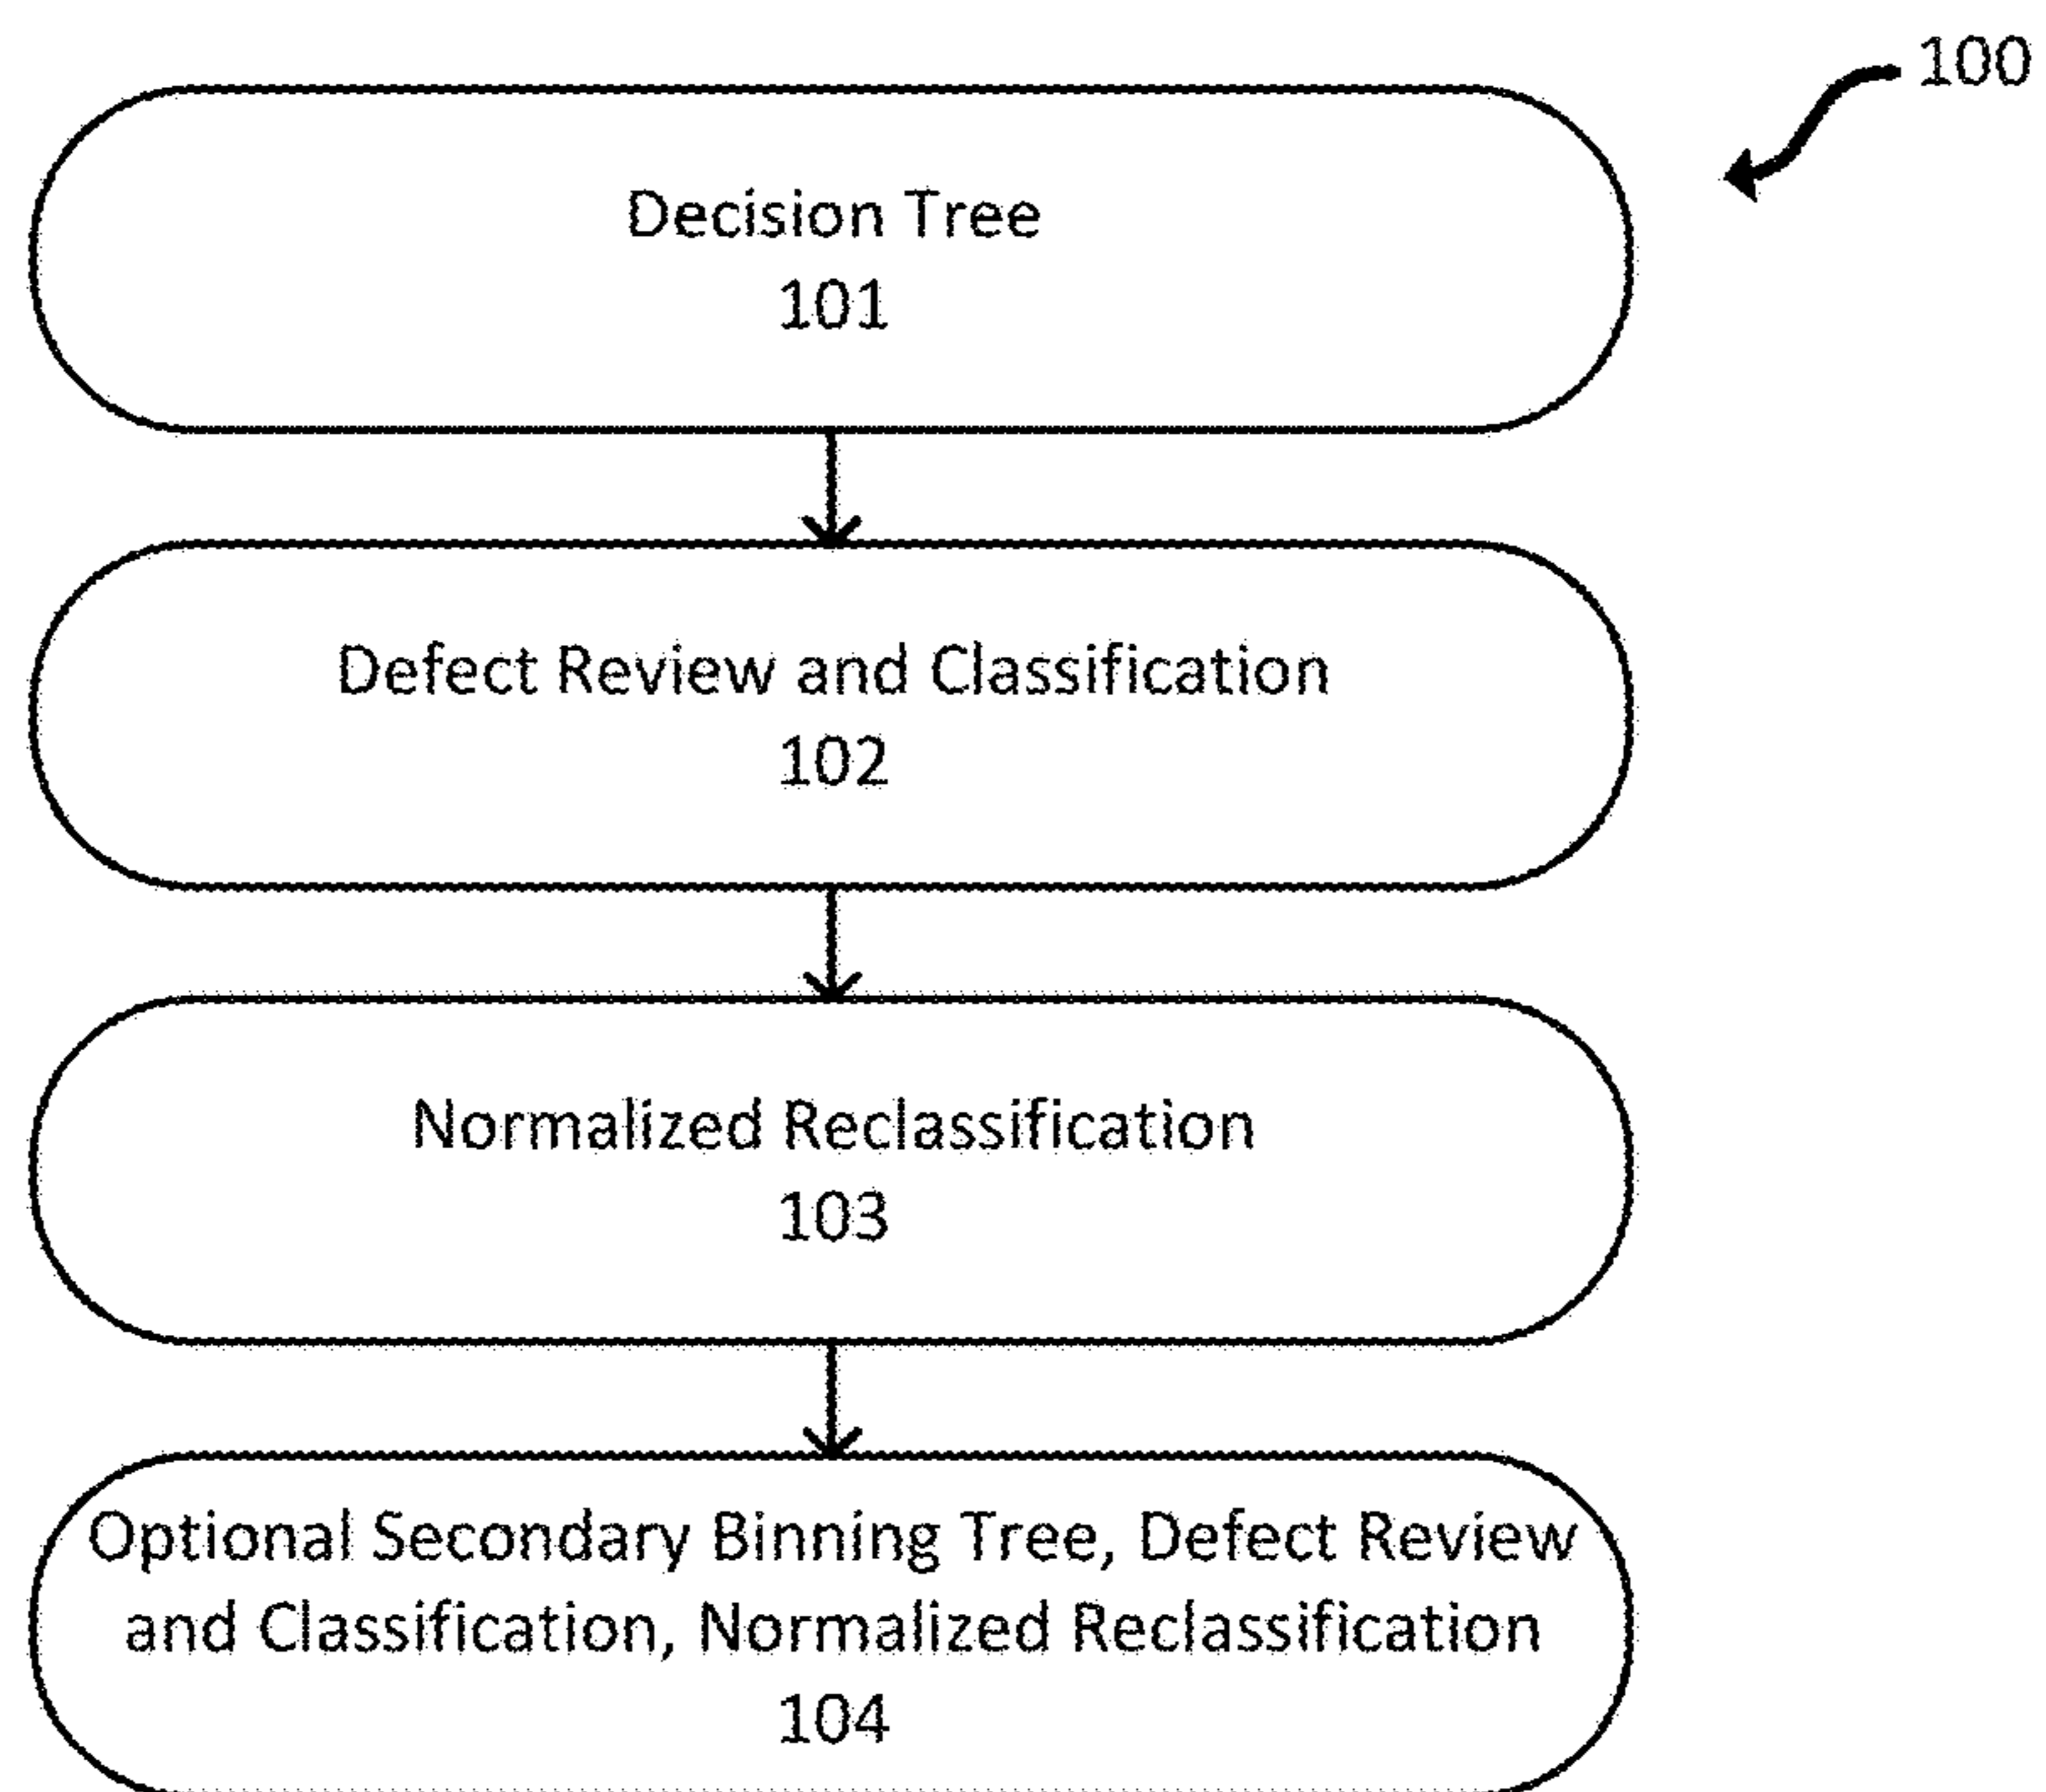 100
Decision Tree
101
Defect Review and Classification
102
Normalized Reclassification
103
Optional Secondary Binning Tree, Defect Review
and Classification, Normalized Reclassification
104